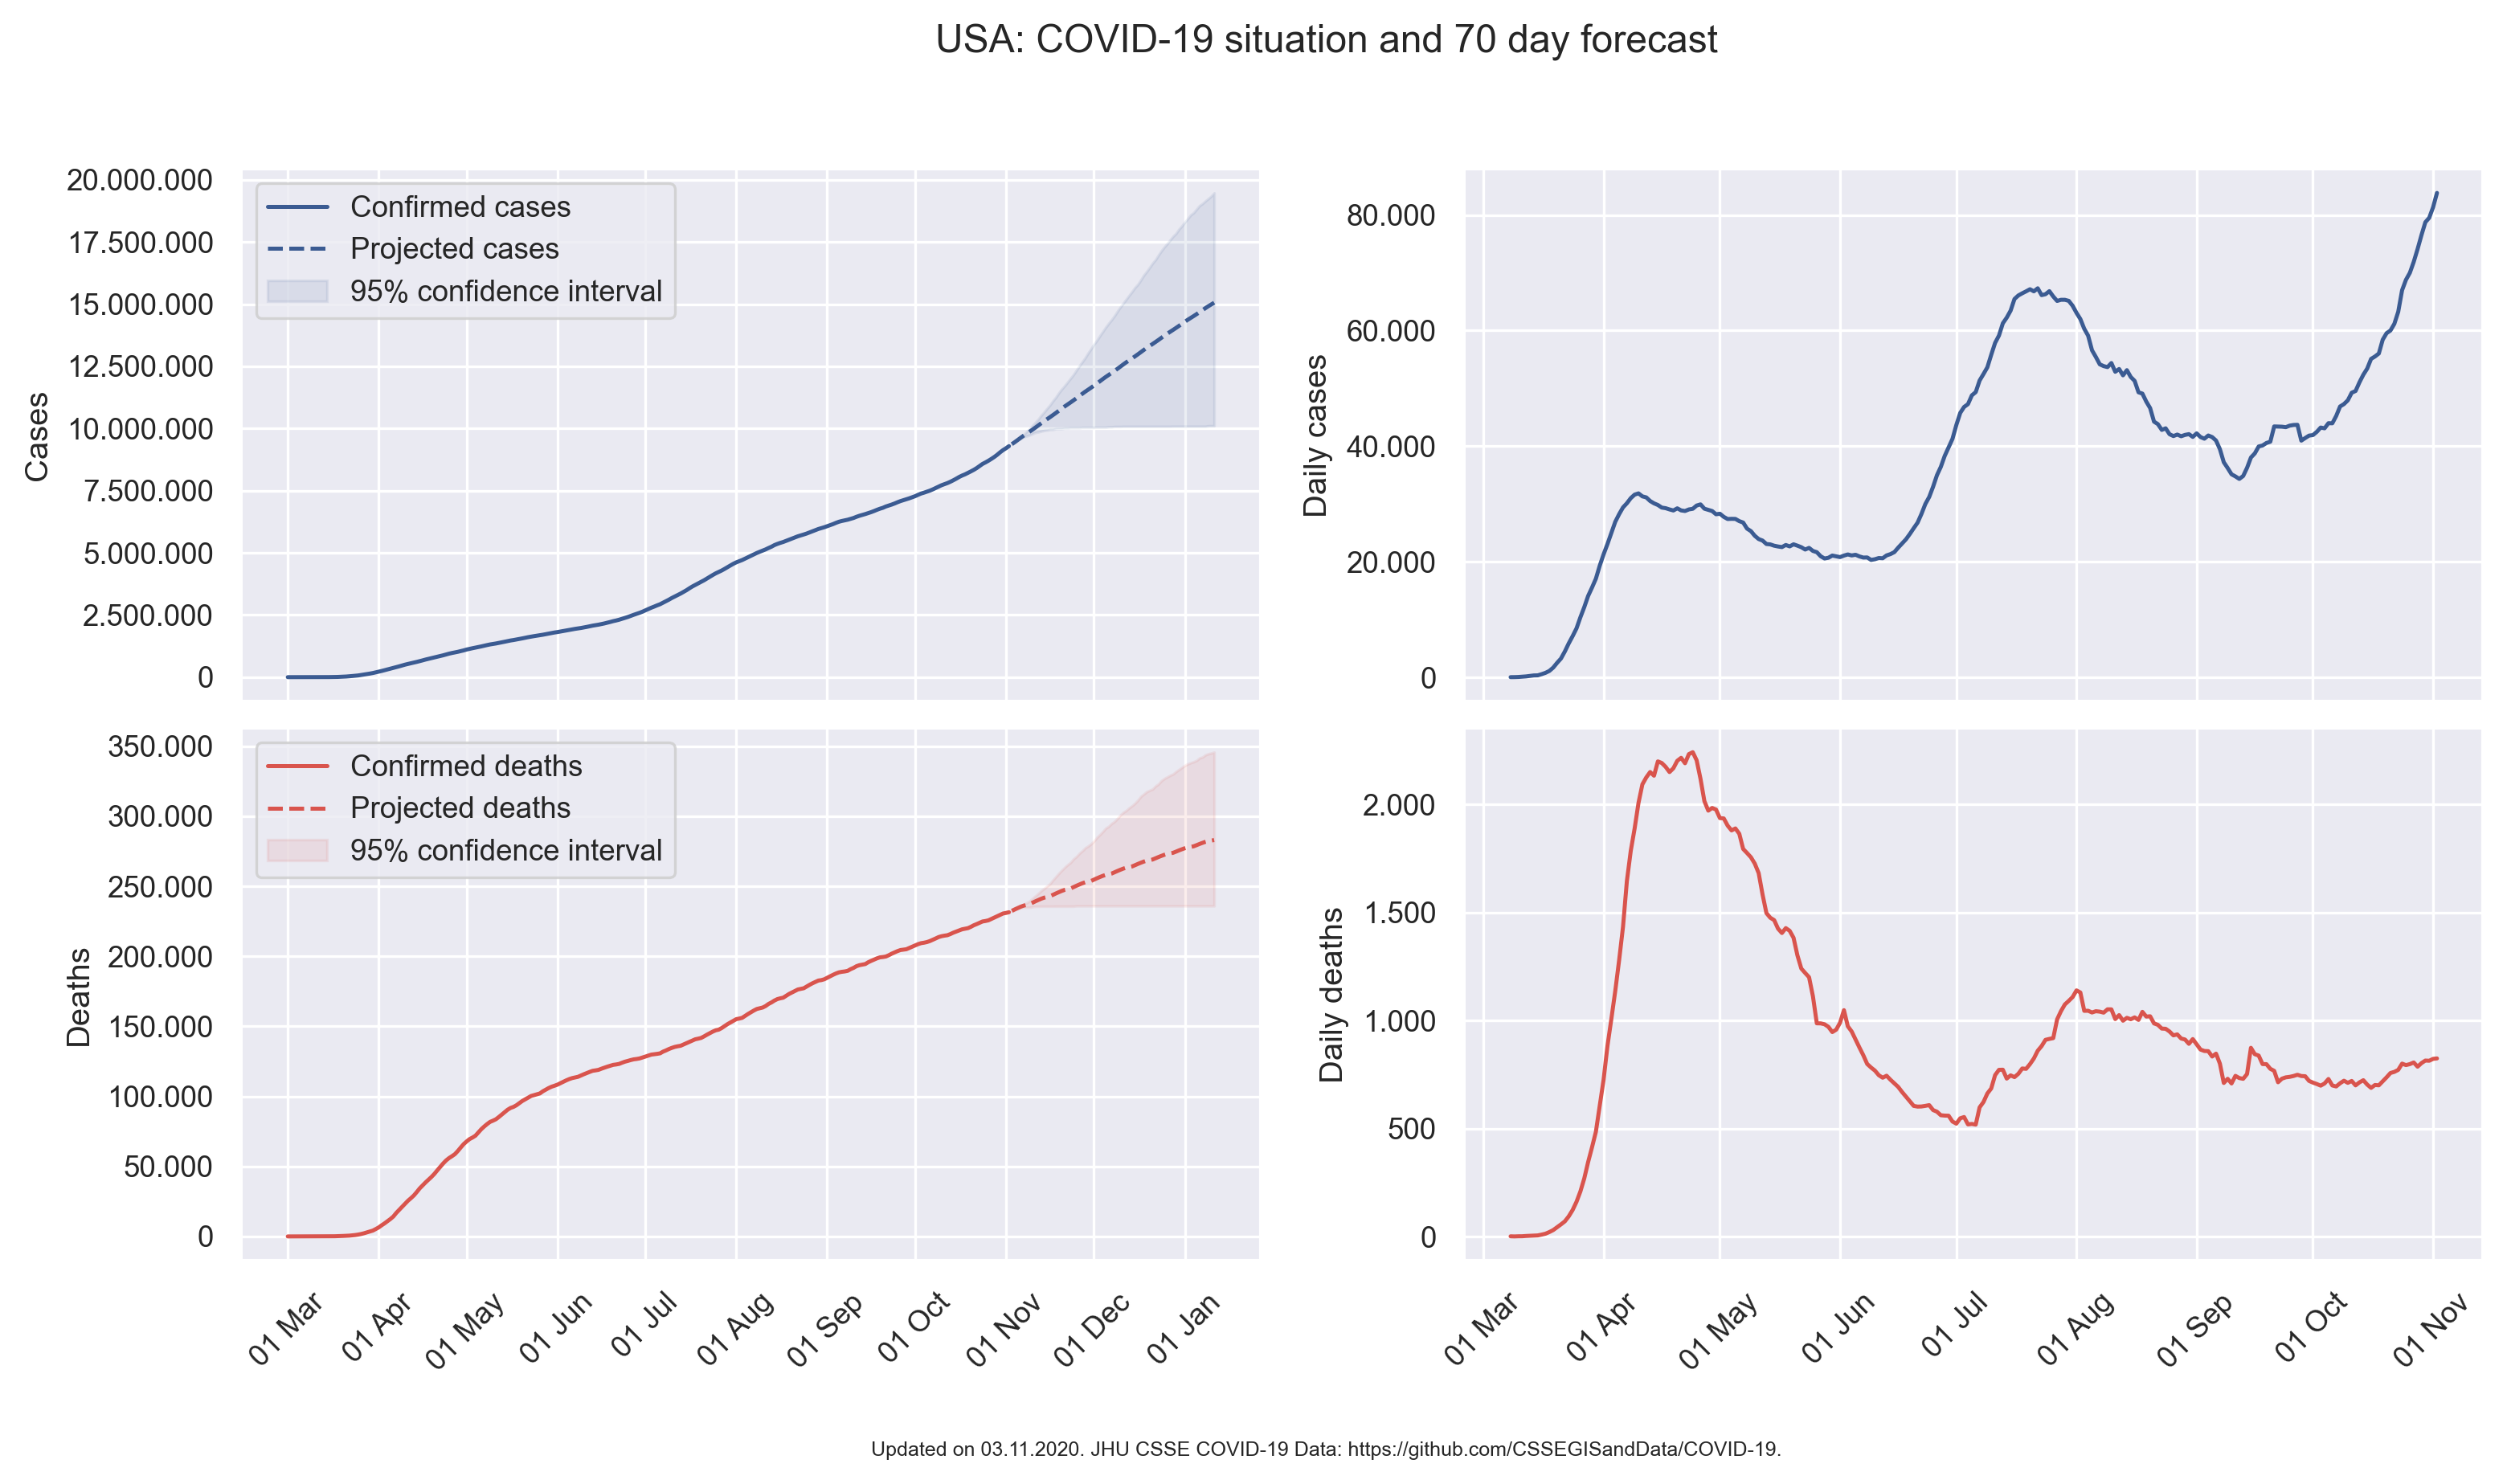 USA: COVID-19 situation and 70 day forecast
Cases
20.000.000
17.500.000
15.000.000
12.500.000
10.000.000
7.500.000
5.000.000
2.500.000
0
Confirmed cases
Projected cases
95% confidence interval
Daily cases
80.000
60.000
40.000
20.000
0
Deaths
350.000
300.000
250.000
200.000
150.000
100.000
50.000
0
Confirmed deaths
Projected deaths
95% confidence interval
01 Mar
01 Apr
01 May
01 Jun
01 Jul
01 Aug
01 Sep
01 Oct
01 Nov
01 Dec
01 Jan
Daily deaths
2.000
1.500
1.000
500
0
01 Mar
01 Apr
01 May
01 Jun
01 Jul
01 Aug
01 Sep
01 Oct
01 Nov
Updated on 03.11.2020. JHU CSSE COVID-19 Data: https://github.com/CSSEGISandData/COVID-19.